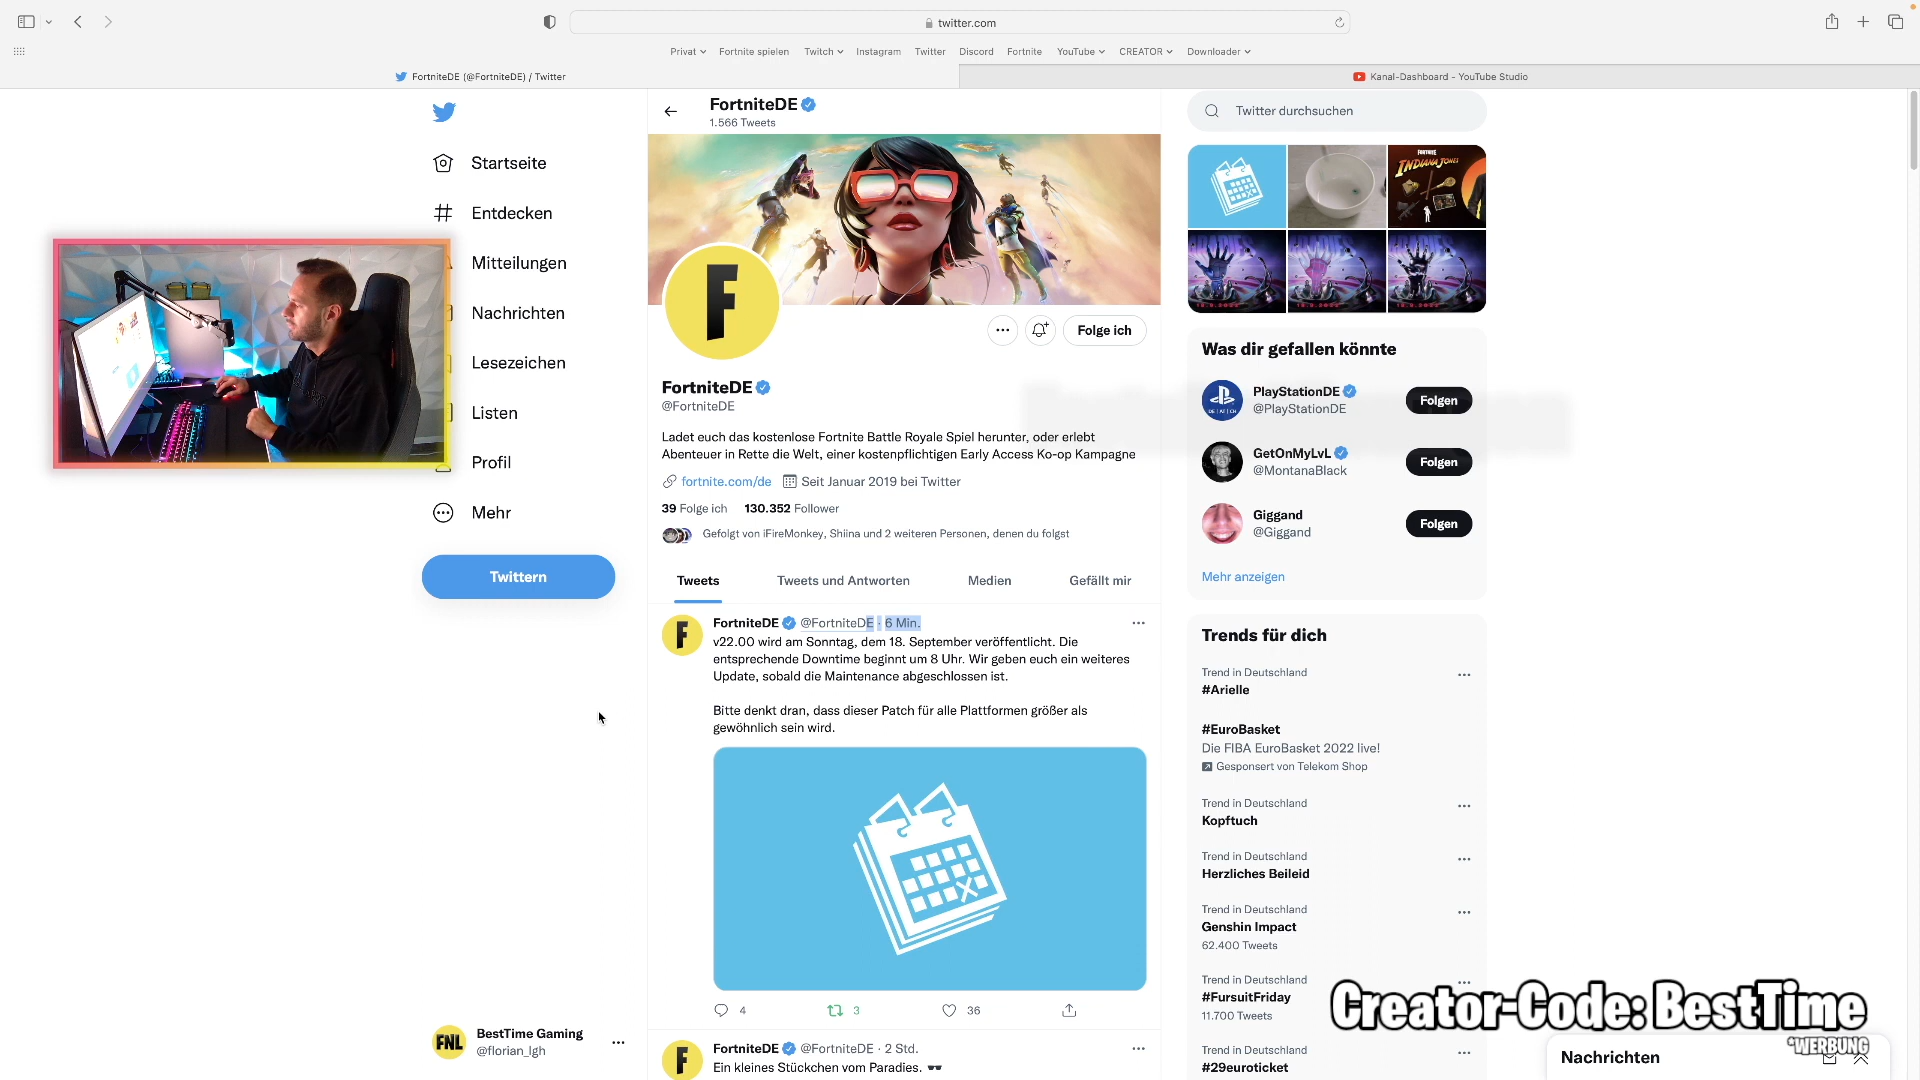 twitter.com
Privat
Fortnite spielen
Twitch
Instagram
Twitter
Discord
Fortnite
YouTube
CREATOR
Downloader
FortniteDE (@FortniteDE) / Twitter
Kanal-Dashboard - YouTube Studio
Startseite
Entdecken
Mitteilungen
Nachrichten
Lesezeichen
Listen
Profil
Mehr
Twittern
BestTime Gaming
@florian_lgh
FNL
FortniteDE
1.566 Tweets
Folge ich
FortniteDE
@FortniteDE
Ladet euch das kostenlose Fortnite Battle Royale Spiel herunter, oder erlebt
Abenteuer in Rette die Welt, einer kostenpflichtigen Early Access Ko-op Kampagne
fortnite.com/de Seit Januar 2019 bei Twitter
39 Folge ich 130.352 Follower
Gefolgt von iFireMonkey, Shiina und 2 weiteren Personen, denen du folgst
Tweets
Tweets und Antworten
Medien
Gefällt mir
FortniteDE @FortniteDE · 6 Min.
v22.00 wird am Sonntag, dem 18. September veröffentlicht. Die
entsprechende Downtime beginnt um 8 Uhr. Wir geben euch ein weiteres
Update, sobald die Maintenance abgeschlossen ist.
Bitte denkt dran, dass dieser Patch für alle Plattformen größer als
gewöhnlich sein wird.
4
3
36
FortniteDE @FortniteDE · 2 Std.
Ein kleines Stückchen vom Paradies. 🕶
Twitter durchsuchen
FORTNITE
INDIANA JONES
Was dir gefallen könnte
PlayStationDE
@PlayStationDE
Folgen
GetOnMyLvL
@MontanaBlack
Folgen
Giggand
@Giggand
Folgen
Mehr anzeigen
Trends für dich
Trend in Deutschland
#Arielle
#EuroBasket
Die FIBA EuroBasket 2022 live!
Gesponsert von Telekom Shop
Trend in Deutschland
Kopftuch
Trend in Deutschland
Herzliches Beileid
Trend in Deutschland
Genshin Impact
62.400 Tweets
Trend in Deutschland
#FursuitFriday
11.700 Tweets
Trend in Deutschland
#29euroticket
Creator-Code: BestTime
*WERBUNG
Nachrichten